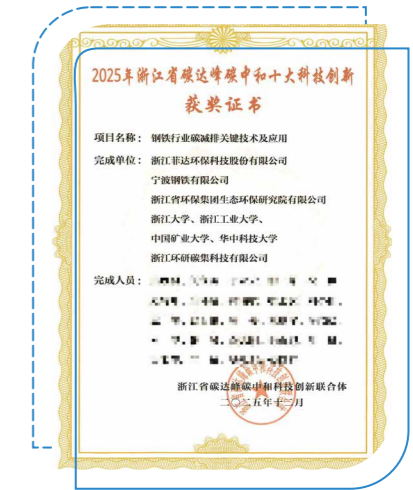 2025年浙江省碳达峰碳中和十大科技创新
获奖证书
项目名称：钢铁行业碳减排关键技术及应用
完成单位：浙江菲达环保科技股份有限公司
宁波钢铁有限公司
浙江省环保集团生态环保研究院有限公司
浙江大学、浙江工业大学、
中国矿业大学、华中科技大学
浙江环研碳集科技有限公司
完成人员：
浙江省碳达峰碳中和科技创新联合体
二〇二五年十二月